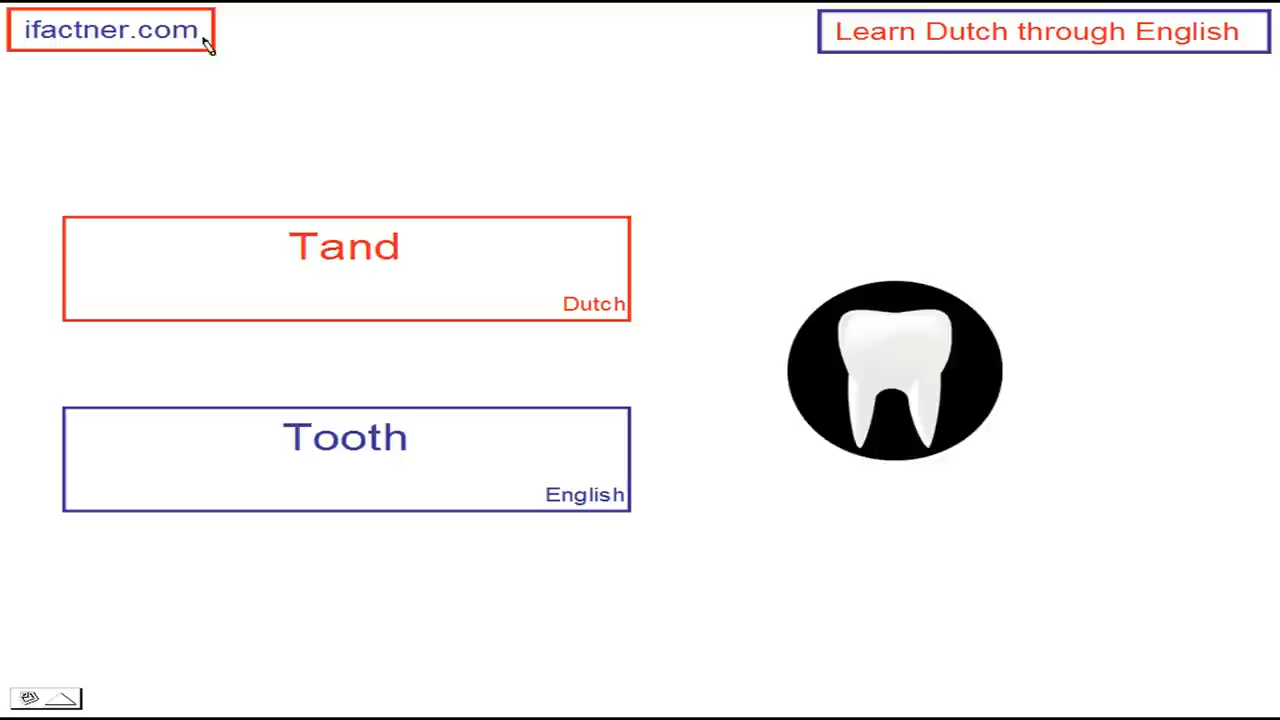 ifactner.com
Learn Dutch through English
Tand
Dutch
Tooth
English